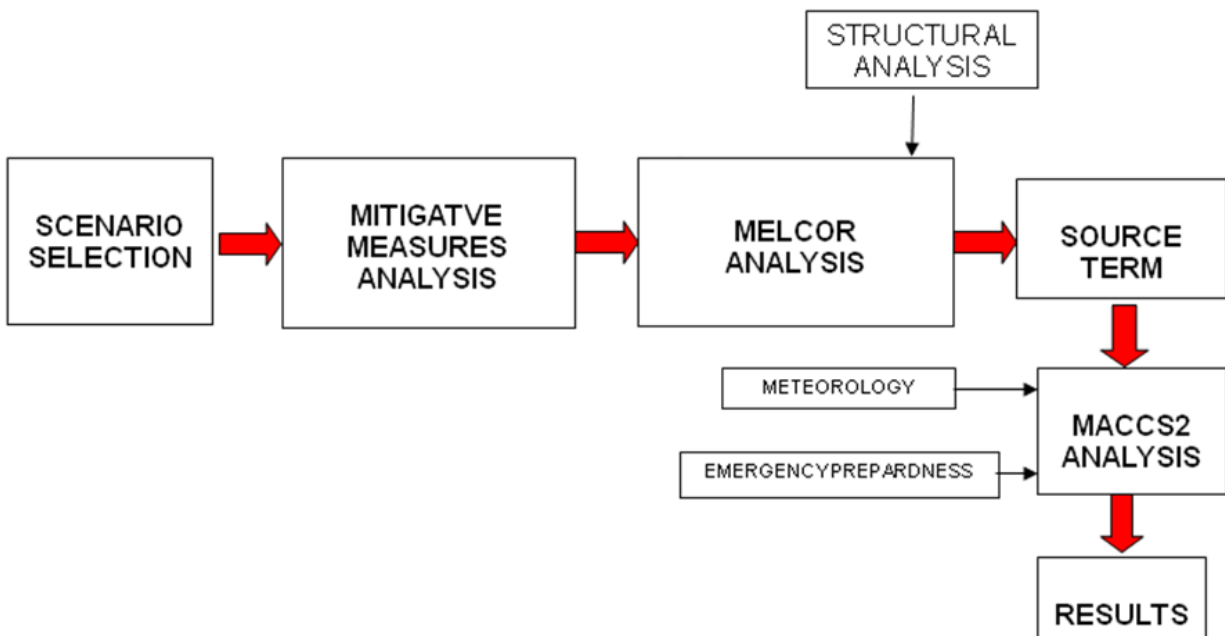 STRUCTURAL
ANALYSIS
SCENARIO
SELECTION
MITIGATVE
MEASURES
ANALYSIS
MELCOR
ANALYSIS
SOURCE
TERM
METEOROLOGY
EMERGENCYPREPARDNESS
MACCS2
ANALYSIS
RESULTS